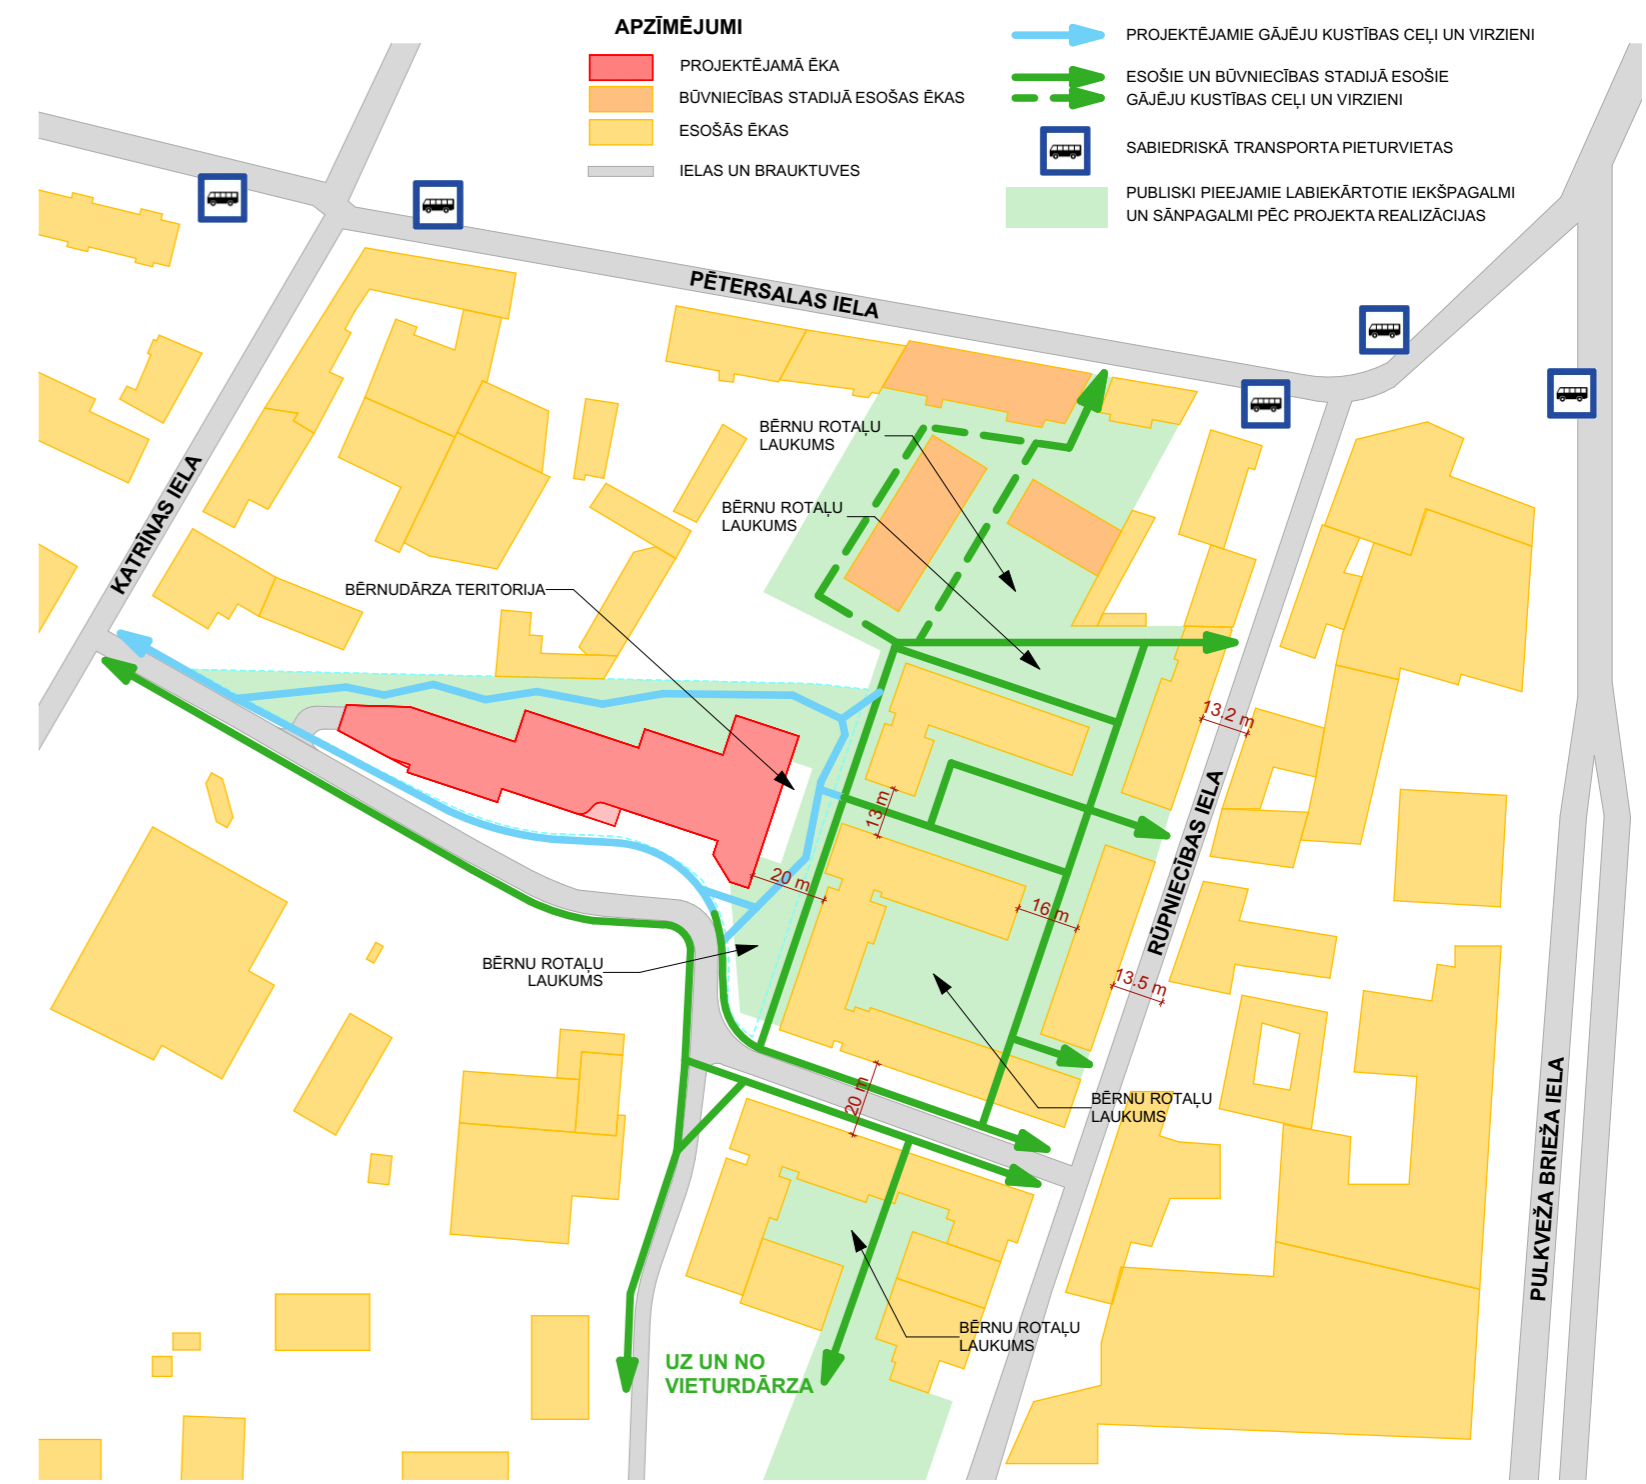 APZĪMĒJUMI
PROJEKTĒJAMĀ ĒKA
BŪVNIECĪBAS STADIJĀ ESOŠAS ĒKAS
ESOŠĀS ĒKAS
IELAS UN BRAUKTUVES
PROJEKTĒJAMIE GĀJĒJU KUSTĪBAS CEĻI UN VIRZIENI
ESOŠIE UN BŪVNIECĪBAS STADIJĀ ESOŠIE
GĀJĒJU KUSTĪBAS CEĻI UN VIRZIENI
SABIEDRISKĀ TRANSPORTA PIETURVIETAS
PUBLISKI PIEEJAMIE LABIEKĀRTOTIE IEKŠPAGALMI
UN SĀNPAGALMI PĒC PROJEKTA REALIZĀCIJAS
PĒTERSALAS IELA
KATRĪNAS IELA
BĒRNU ROTAĻU
LAUKUMS
BĒRNU ROTAĻU
LAUKUMS
BĒRNUDĀRZA TERITORIJA
13.2 m
RŪPNIECĪBAS IELA
13 m
20 m
16 m
BĒRNU ROTAĻU
LAUKUMS
13.5 m
20 m
BĒRNU ROTAĻU
LAUKUMS
PULKVEŽA BRIEŽA IELA
BĒRNU ROTAĻU
LAUKUMS
UZ UN NO
VIETURDĀRZA